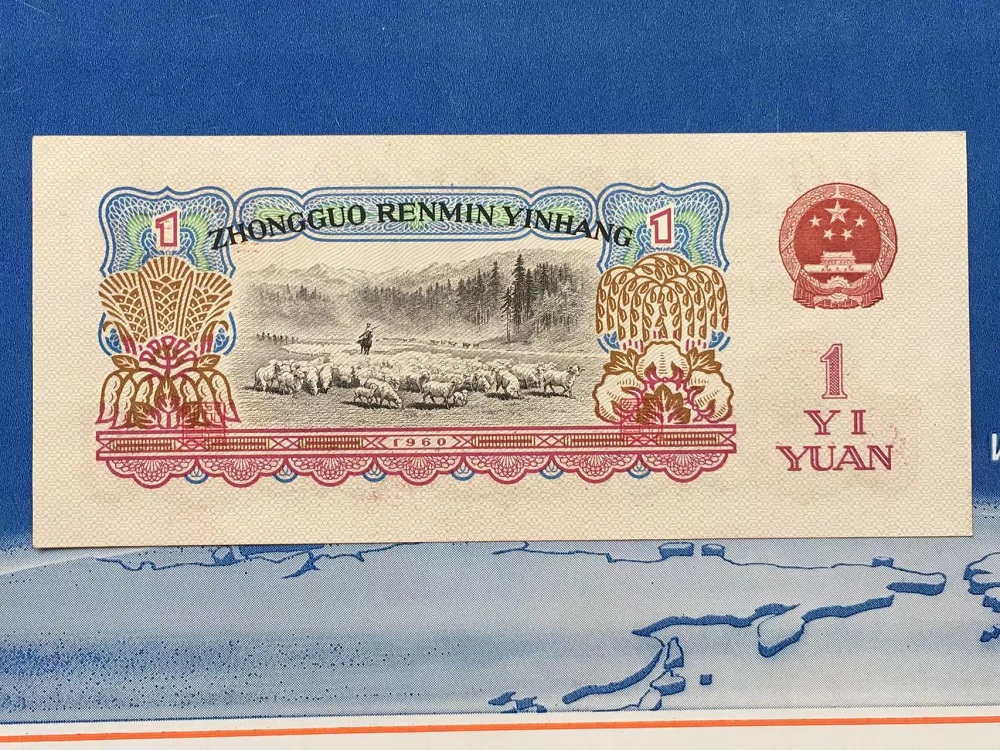 1
ZHONGGUO RENMIN YINHANG
1
1960
1
YI
YUAN